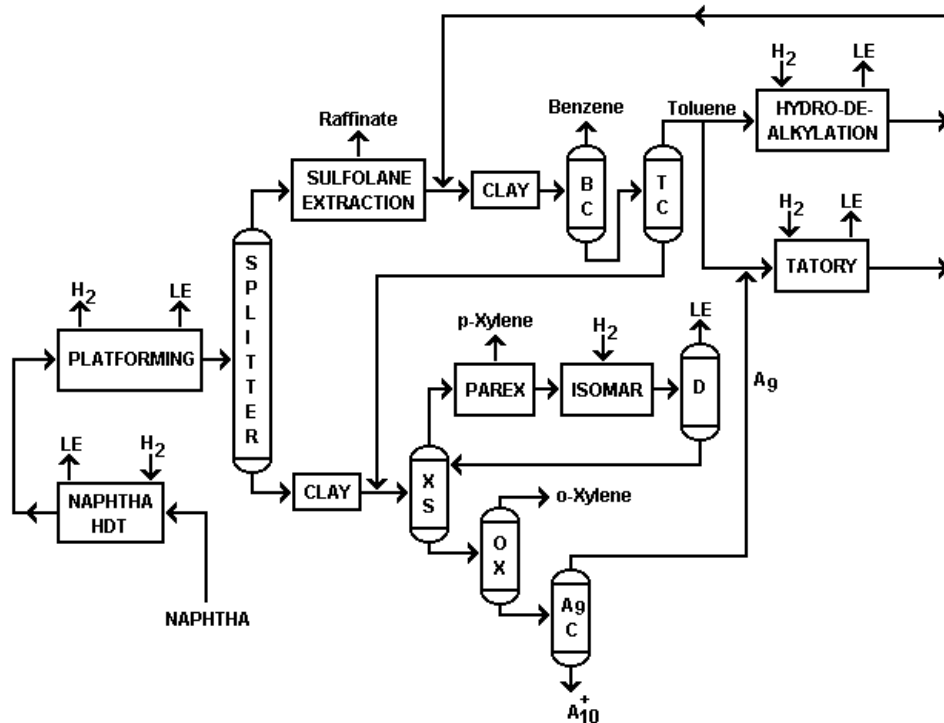 H2
LE
HYDRO-DE-
ALKYLATION
Toluene
Benzene
Raffinate
SULFOLANE
EXTRACTION
CLAY
B
C
T
C
H2
LE
TATORY
S
P
L
I
T
T
E
R
H2
LE
PLATFORMING
p-Xylene
H2
LE
PAREX
ISOMAR
D
A9
LE
H2
NAPHTHA
HDT
CLAY
X
S
o-Xylene
O
X
A9
C
NAPHTHA
A10+